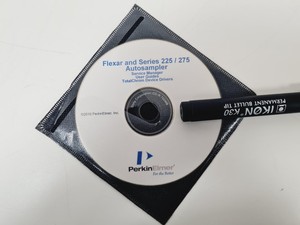 Flexar and Series 225 / 275
Autosampler
Service Manager
User Guides
TotalChrom Device Drivers
PerkinElmer
For the Better
IKON K30
PERMANENT BULLET TIP